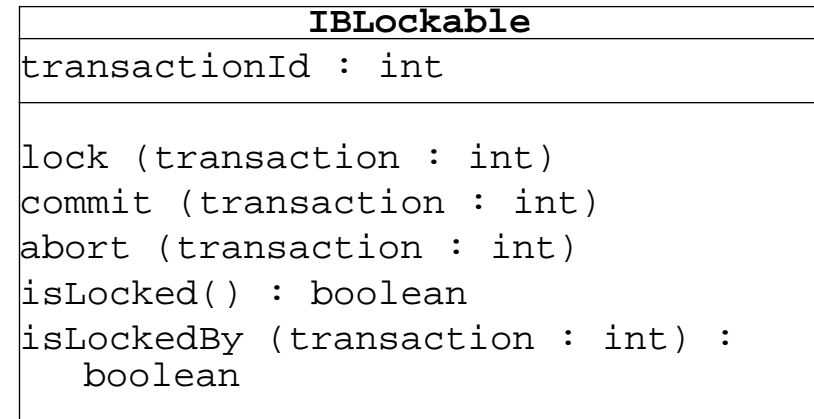 IBLockable
transactionId : int
lock (transaction : int)
commit (transaction : int)
abort (transaction : int)
isLocked() : boolean
isLockedBy (transaction : int) :
boolean